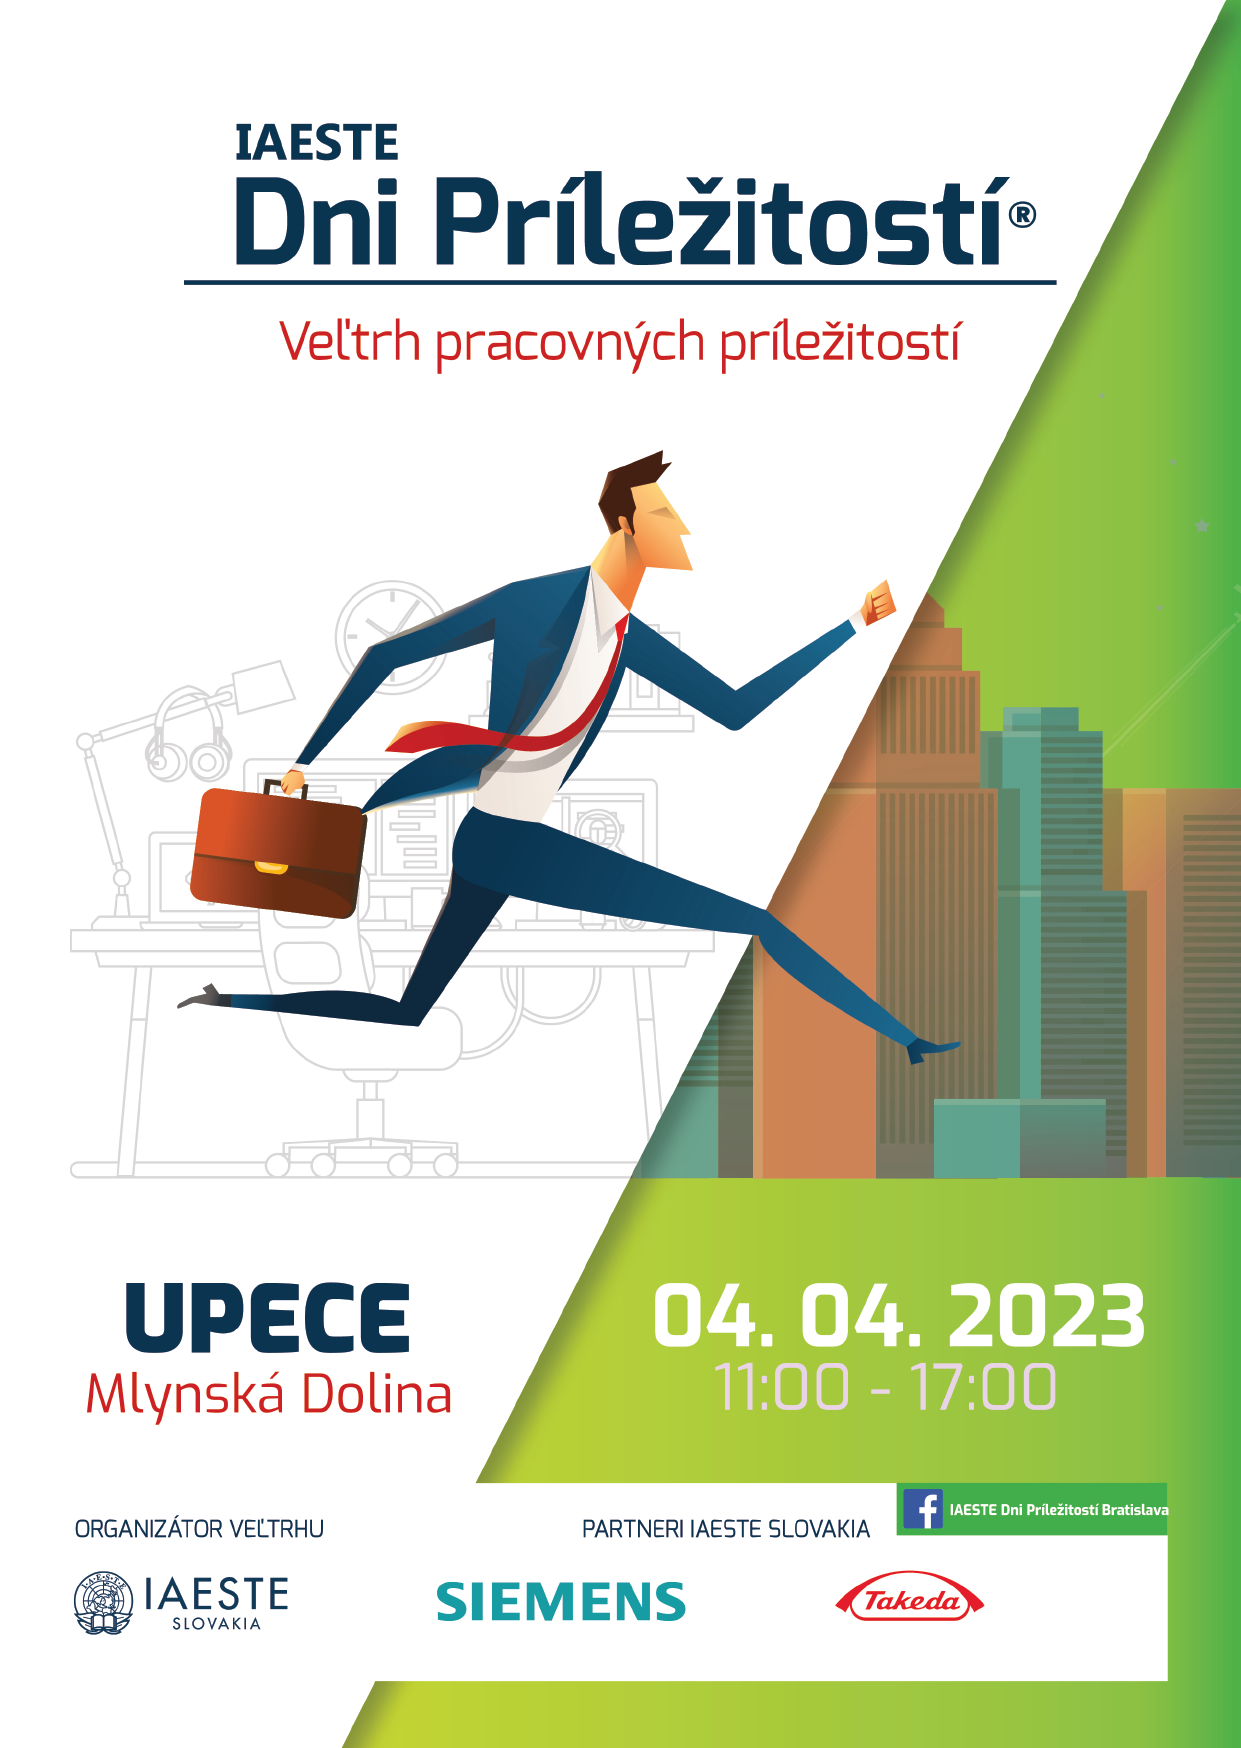 IAESTE
Dni Príležitostí®
Veľtrh pracovných príležitostí
UPECE
Mlynská Dolina
04. 04. 2023
11:00 - 17:00
IAESTE Dni Príležitostí Bratislava
ORGANIZÁTOR VEĽTRHU
PARTNERI IAESTE SLOVAKIA
I.A.E.S.T.E
IAESTE
SLOVAKIA
SIEMENS
Takeda